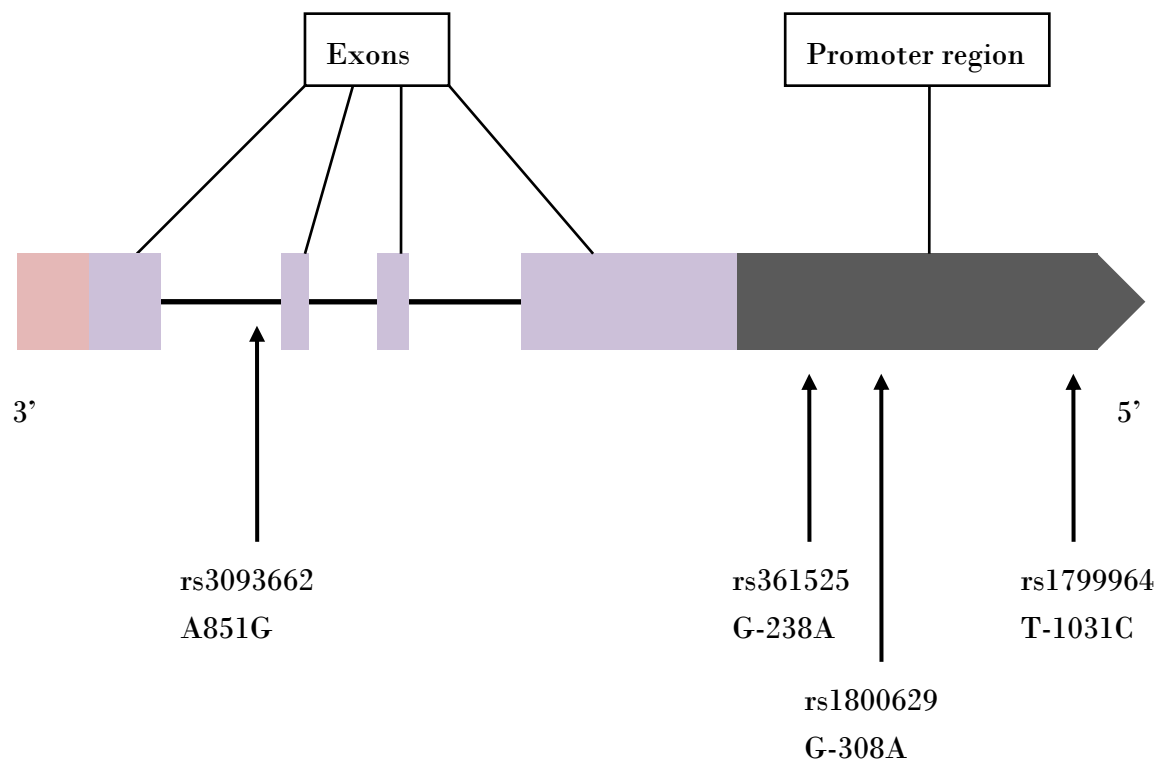 Exons
Promoter region
3’
5’
rs3093662
A851G
rs361525
G-238A
rs1799964
T-1031C
rs1800629
G-308A